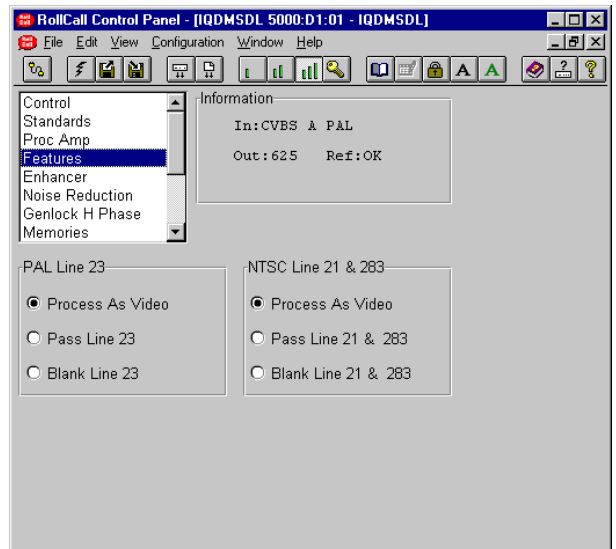 RollCall Control Panel - [IQDMSDL 5000:D1:01 - IQDMSDL]
File Edit View Configuration Window Help
A A
Control
Standards
Proc Amp
Features
Enhancer
Noise Reduction
Genlock H Phase
Memories
Information
In:CVBS A PAL
Out:625 Ref:OK
PAL Line 23
Process As Video
Pass Line 23
Blank Line 23
NTSC Line 21 & 283
Process As Video
Pass Line 21 & 283
Blank Line 21 & 283